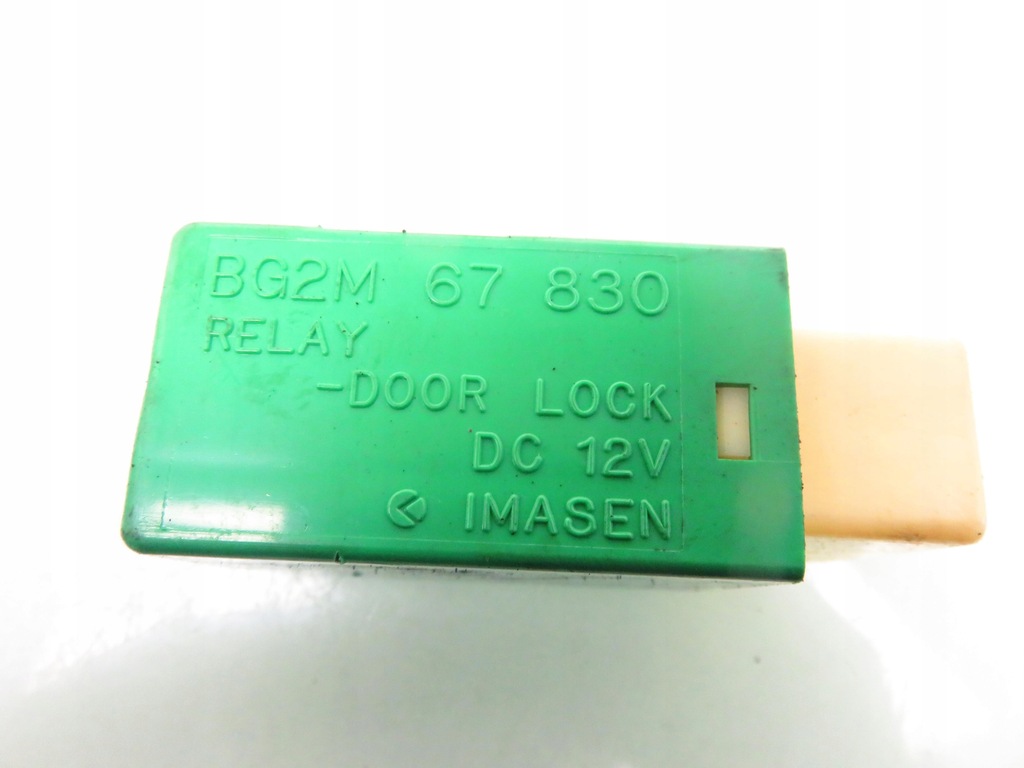 BG2M 67 830
RELAY
-DOOR LOCK
DC 12V
IMASEN